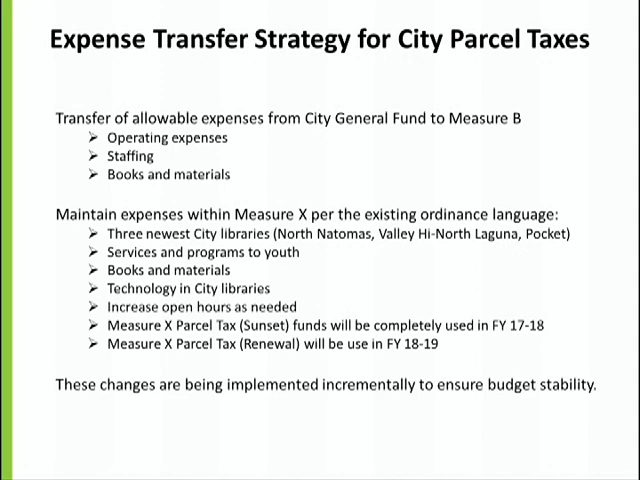 Expense Transfer Strategy for City Parcel Taxes
Transfer of allowable expenses from City General Fund to Measure B
➢ Operating expenses
➢ Staffing
➢ Books and materials
Maintain expenses within Measure X per the existing ordinance language:
➢ Three newest City libraries (North Natomas, Valley Hi-North Laguna, Pocket)
➢ Services and programs to youth
➢ Books and materials
➢ Technology in City libraries
➢ Increase open hours as needed
➢ Measure X Parcel Tax (Sunset) funds will be completely used in FY 17-18
➢ Measure X Parcel Tax (Renewal) will be use in FY 18-19
These changes are being implemented incrementally to ensure budget stability.